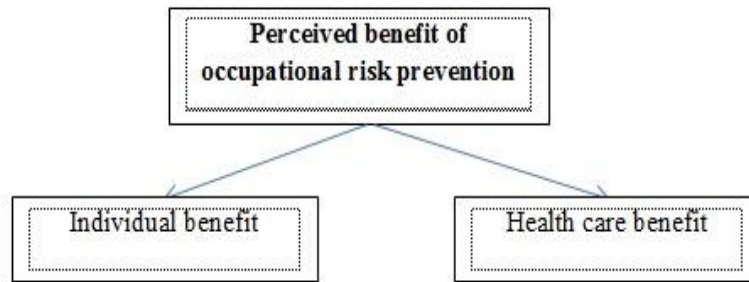 Perceived benefit of
occupational risk prevention
Individual benefit
Health care benefit